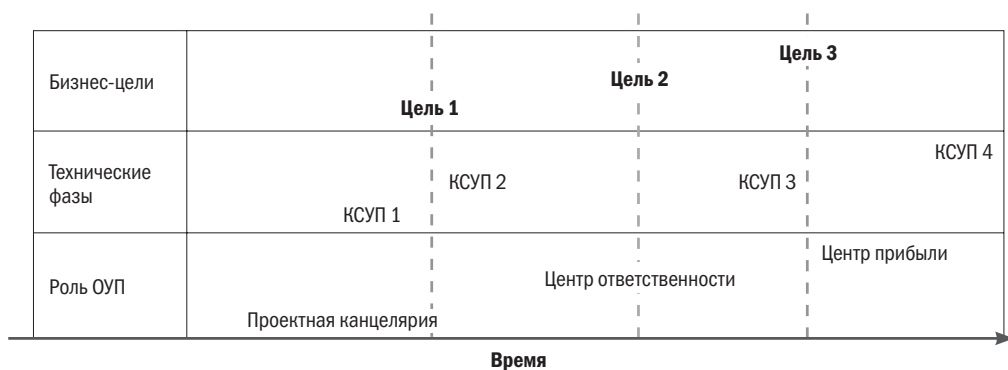 Бизнес-цели
Цель 1
Цель 2
Цель 3
Технические
фазы
КСУП 1
КСУП 2
КСУП 3
КСУП 4
Роль ОУП
Проектная канцелярия
Центр ответственности
Центр прибыли
Время